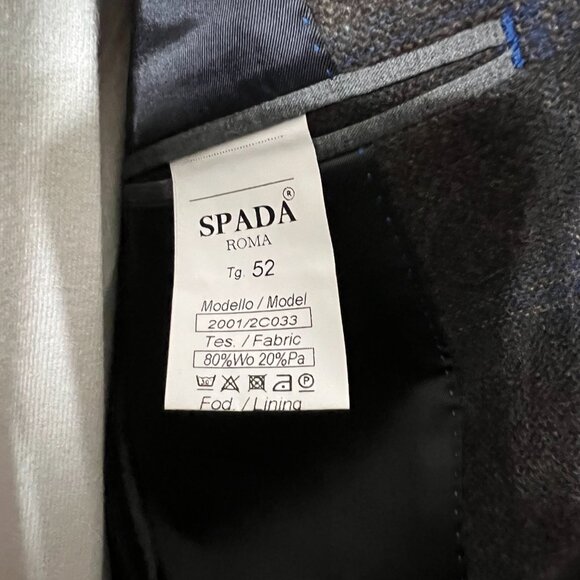 ®
SPADA
ROMA
Tg. 52
Modello / Model
2001/2C033
Tes. / Fabric
80%Wo 20%Pa
Fod. / Lining